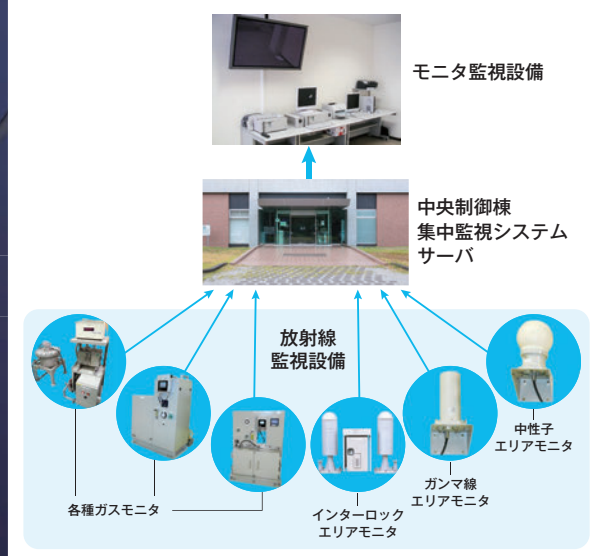 モニタ監視設備
中央制御棟
集中監視システム
サーバ
放射線
監視設備
中性子
エリアモニタ
ガンマ線
エリアモニタ
インターロック
エリアモニタ
各種ガスモニタ